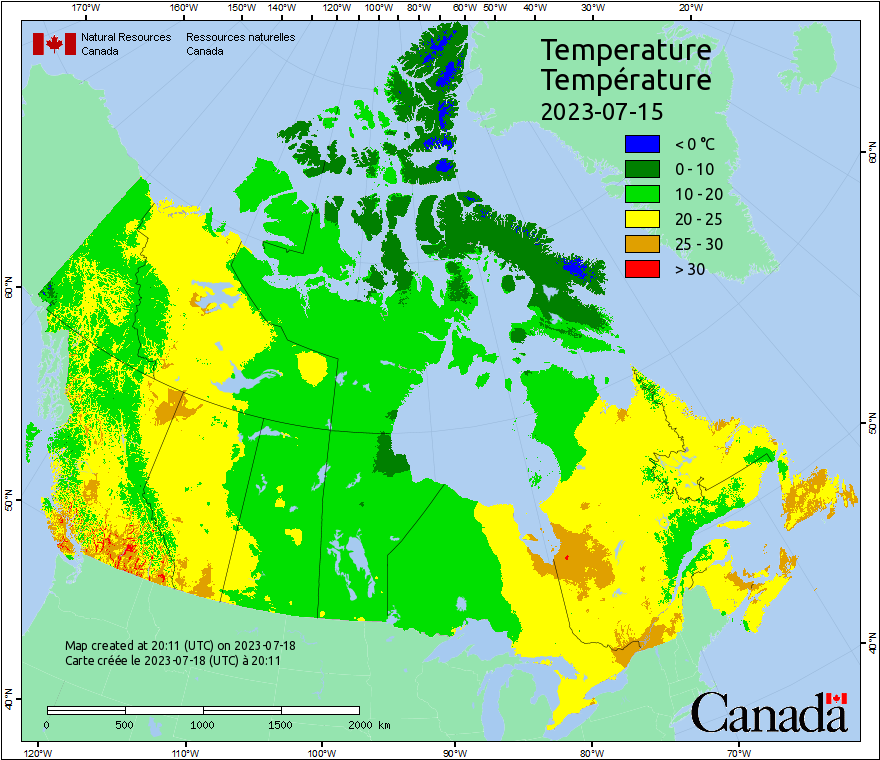 170°W 160°W 150°W 140°W 120°W 100°W 80°W 60°W 50°W 40°W 30°W 20°W
Natural Resources Ressources naturelles
Canada Canada
Temperature
Température
2023-07-15
< 0 °C
0 - 10
10 - 20
20 - 25
25 - 30
> 30
60°N
60°N
50°N
50°N
40°N
40°N
Map created at 20:11 (UTC) on 2023-07-18
Carte créée le 2023-07-18 (UTC) à 20:11
0 500 1000 1500 2000 km
Canada
120°W 110°W 100°W 90°W 80°W 70°W